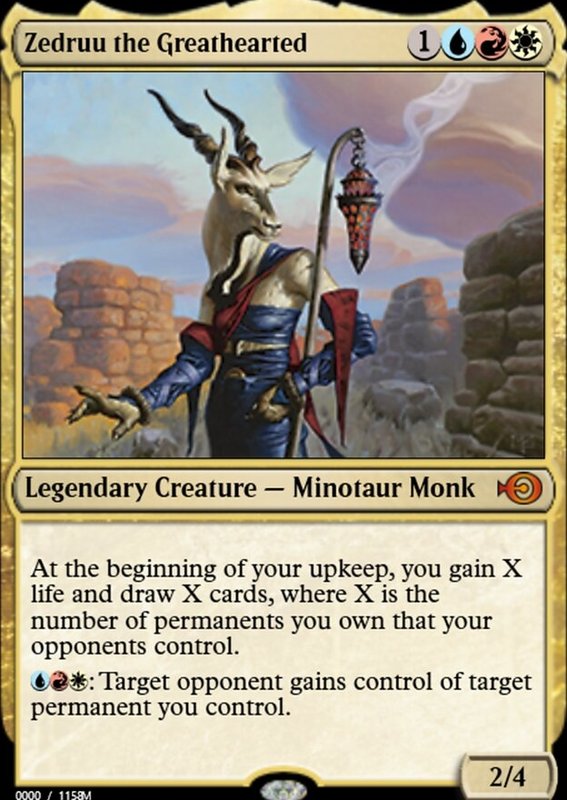 Zedruu the Greathearted 1
Legendary Creature — Minotaur Monk
At the beginning of your upkeep, you gain X
life and draw X cards, where X is the
number of permanents you own that your
opponents control.
: Target opponent gains control of target
permanent you control.
2/4
0000 / 1158M